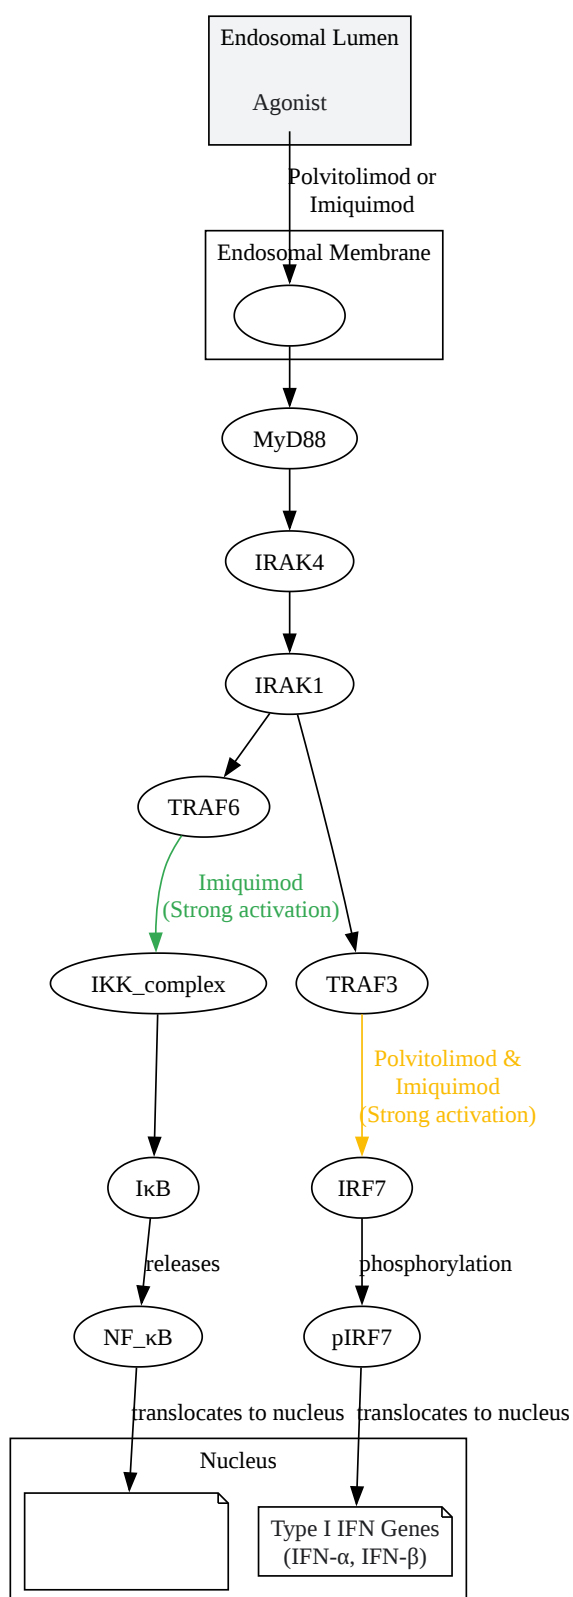 Endosomal Lumen
Agonist
Polvitolimod or
Imiquimod
Endosomal Membrane
MyD88
IRAK4
IRAK1
TRAF6
Imiquimod
(Strong activation)
IKK_complex
TRAF3
Polvitolimod &
Imiquimod
(Strong activation)
IκB
IRF7
releases
phosphorylation
NF_κB
pIRF7
translocates to nucleus
translocates to nucleus
Nucleus
Type I IFN Genes
(IFN-α, IFN-β)